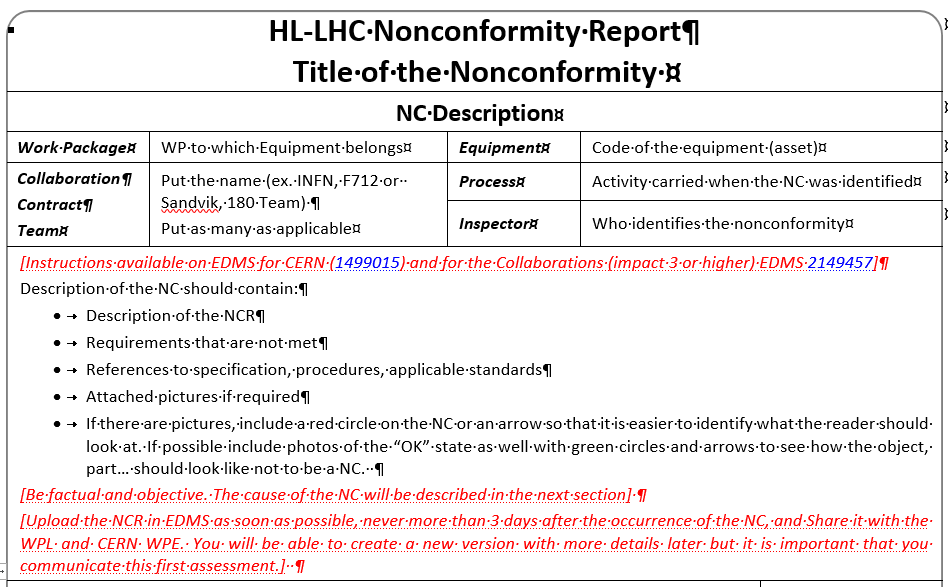 HL-LHC Nonconformity Report
Title of the Nonconformity
NC Description
Work Package WP to which Equipment belongs Equipment Code of the equipment (asset)
Collaboration Put the name (ex. INFN, F712 or Process Activity carried when the NC was identified
Contract Sandvik, 180 Team)
Team Put as many as applicable Inspector Who identifies the nonconformity
[Instructions available on EDMS for CERN (1499015) and for the Collaborations (impact 3 or higher) EDMS 2149457]
Description of the NC should contain:
• Description of the NCR
• Requirements that are not met
• References to specification, procedures, applicable standards
• Attached pictures if required
• If there are pictures, include a red circle on the NC or an arrow so that it is easier to identify what the reader should
look at. If possible include photos of the “OK” state as well with green circles and arrows to see how the object,
part… should look like not to be a NC.
[Be factual and objective. The cause of the NC will be described in the next section]
[Upload the NCR in EDMS as soon as possible, never more than 3 days after the occurrence of the NC, and Share it with the
WPL and CERN WPE. You will be able to create a new version with more details later but it is important that you
communicate this first assessment.]